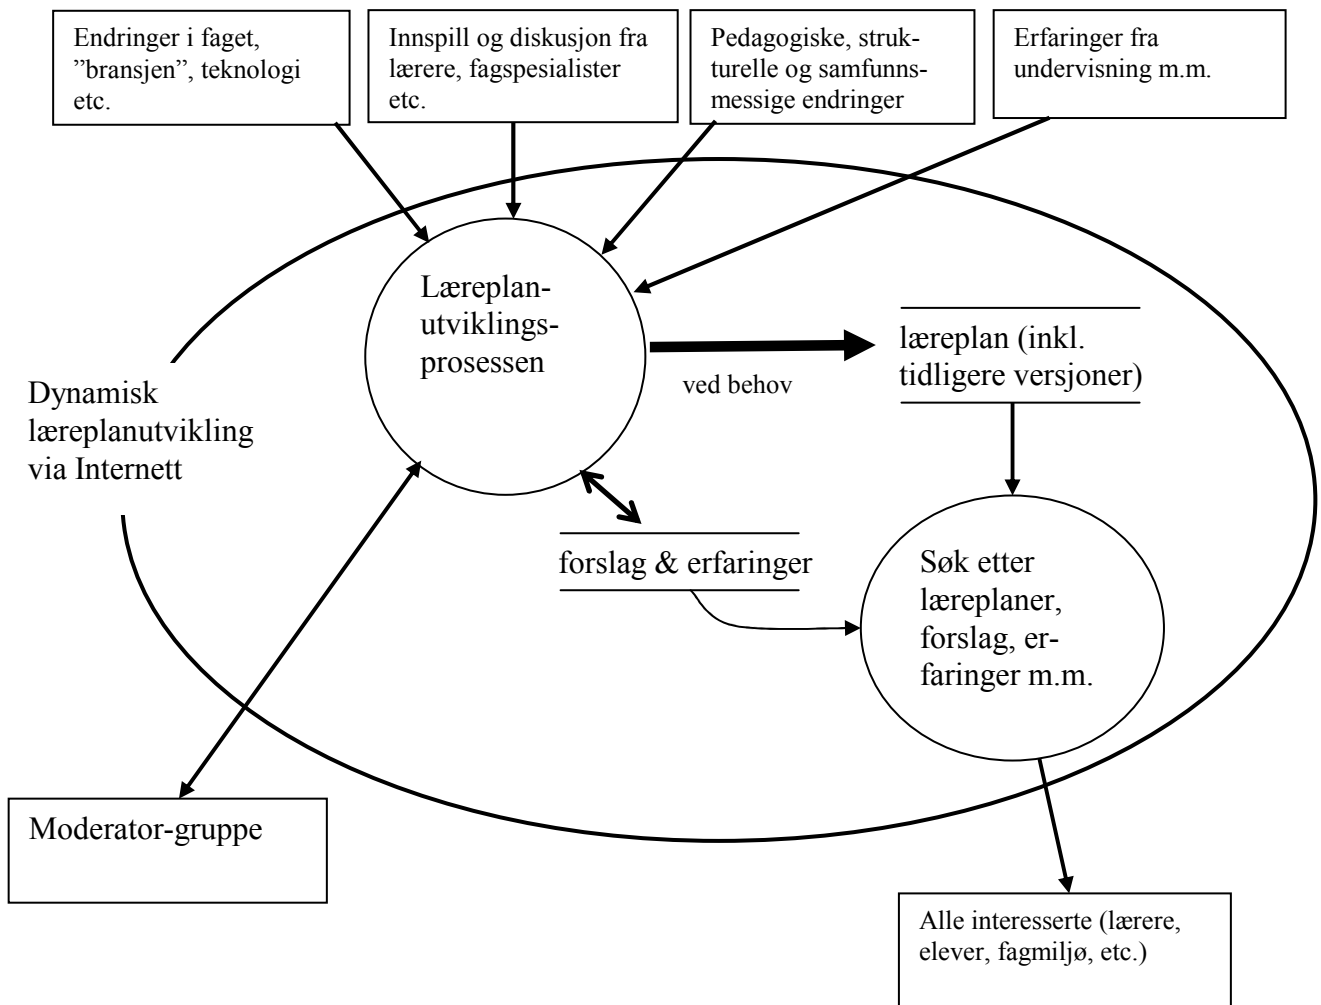 Endringer i faget,
”bransjen”, teknologi
etc.
Innspill og diskusjon fra
lærere, fagspesialister
etc.
Pedagogiske, struk-
turelle og samfunns-
messige endringer
Erfaringer fra
undervisning m.m.
Læreplan-
utviklings-
prosessen
ved behov
læreplan (inkl.
tidligere versjoner)
Dynamisk
læreplanutvikling
via Internett
forslag & erfaringer
Søk etter
læreplaner,
forslag, er-
faringer m.m.
Moderator-gruppe
Alle interesserte (lærere,
elever, fagmiljø, etc.)